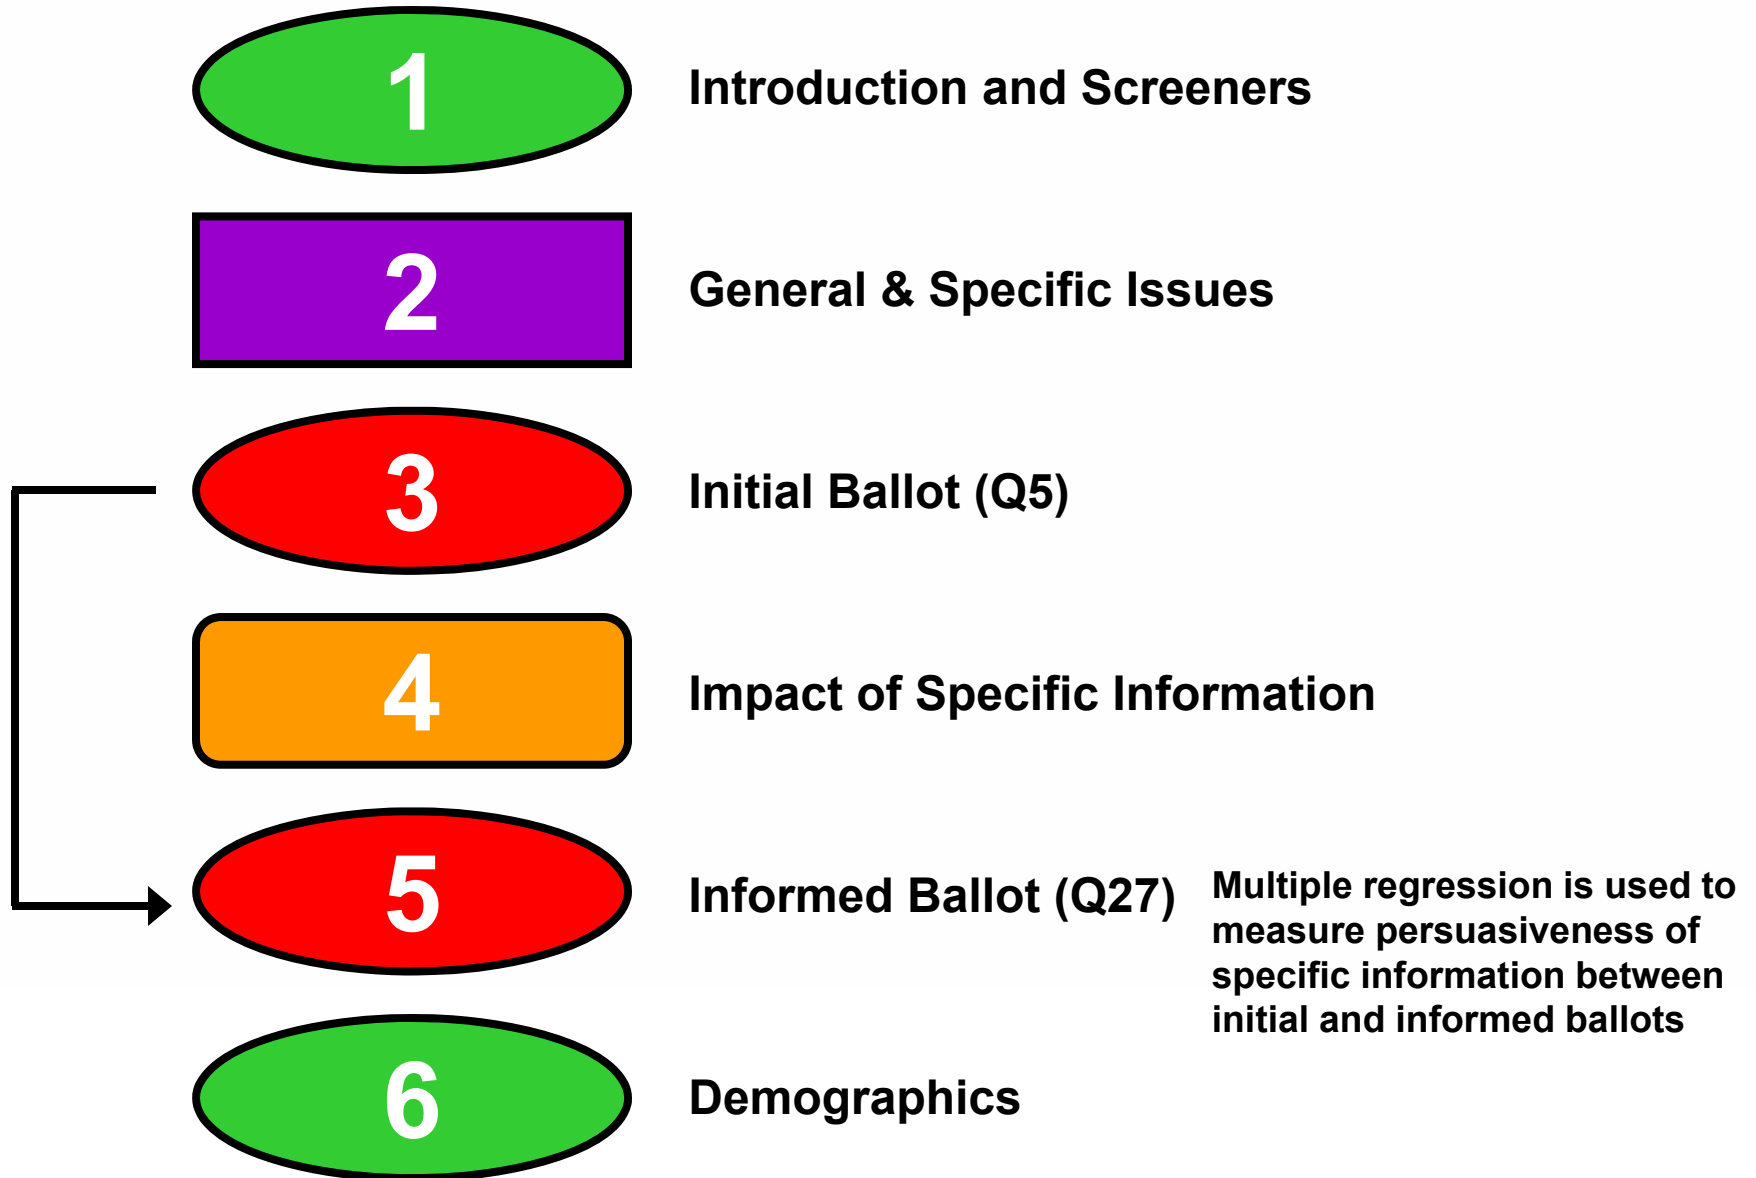 1
Introduction and Screeners
2
General & Specific Issues
3
Initial Ballot (Q5)
4
Impact of Specific Information
5
Informed Ballot (Q27)
Multiple regression is used to
measure persuasiveness of
specific information between
initial and informed ballots
6
Demographics